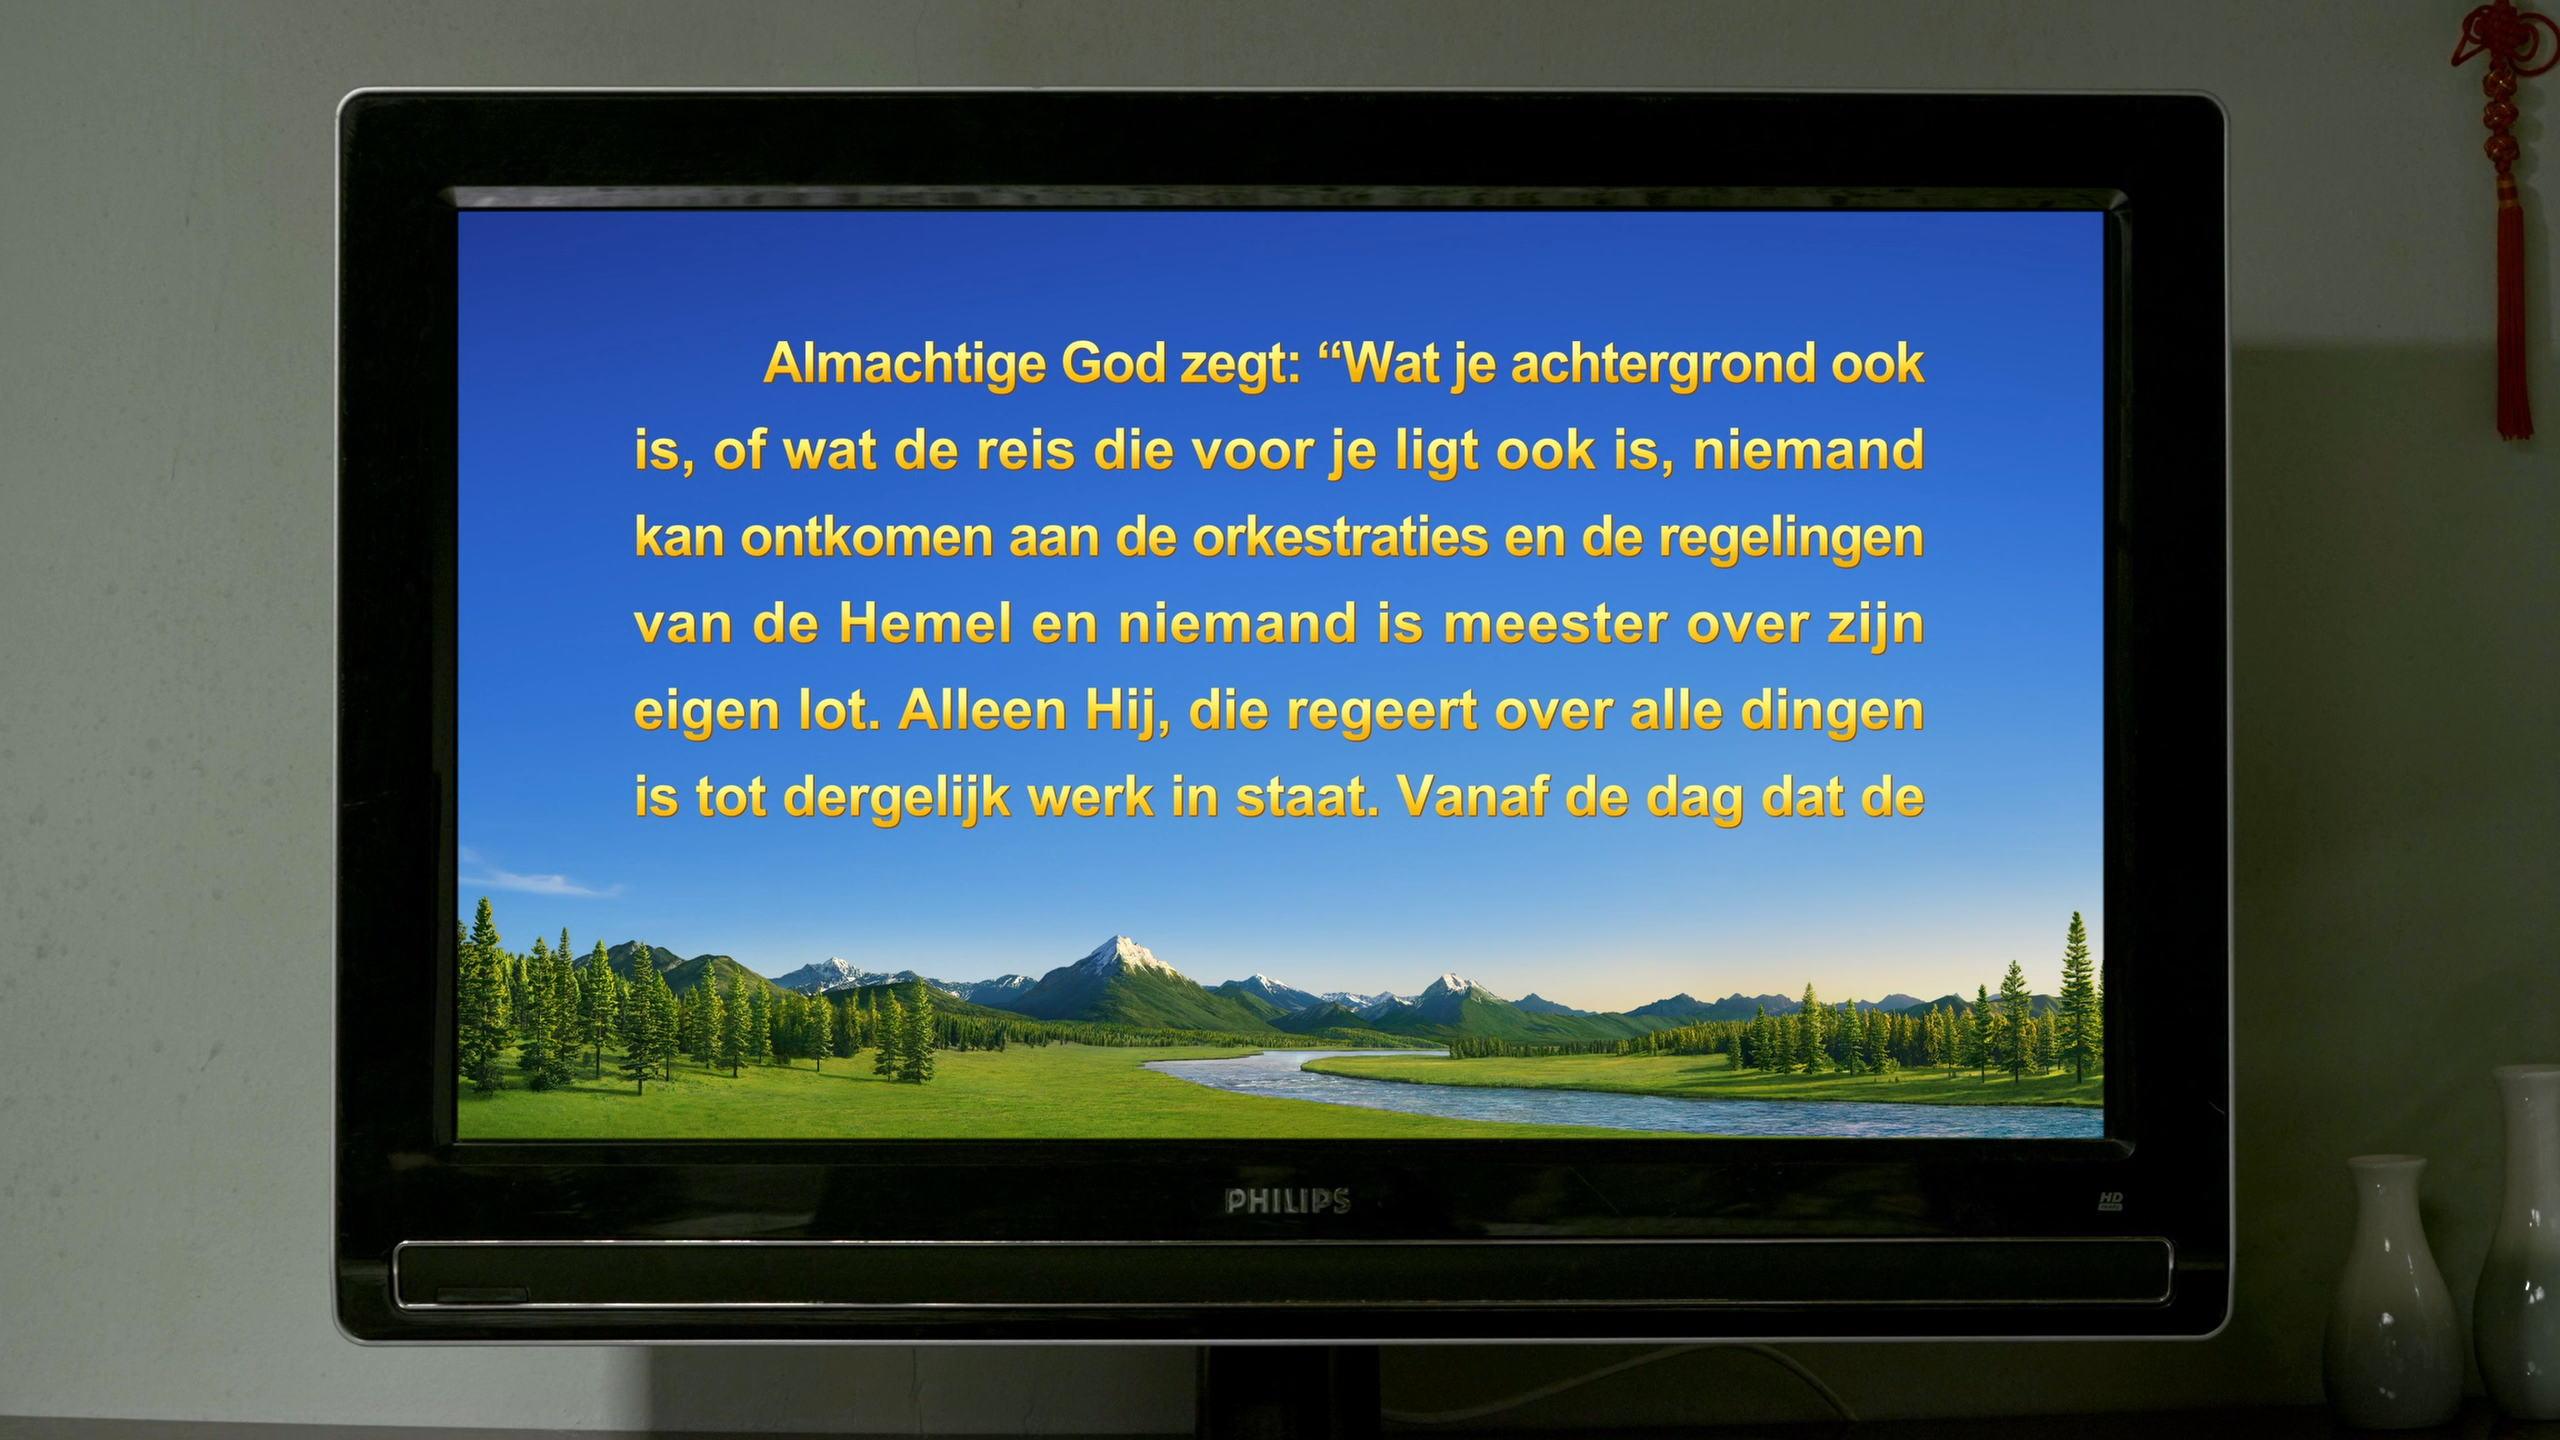 Almachtige God zegt: “Wat je achtergrond ook
is, of wat de reis die voor je ligt ook is, niemand
kan ontkomen aan de orkestraties en de regelingen
van de Hemel en niemand is meester over zijn
eigen lot. Alleen Hij, die regeert over alle dingen
is tot dergelijk werk in staat. Vanaf de dag dat de
PHILIPS
HD